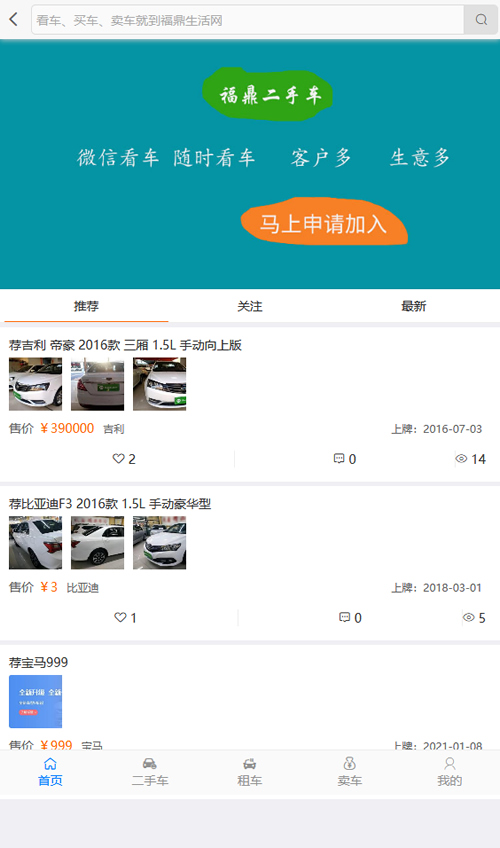 看车、买车、卖车就到福鼎生活网
福鼎二手车
微信看车 随时看车 客户多 生意多
马上申请加入
推荐 关注 最新
荐吉利 帝豪 2016款 三厢 1.5L 手动向上版
售价 ¥390000 吉利 上牌：2016-07-03
2 0 14
荐比亚迪F3 2016款 1.5L 手动豪华型
售价 ¥3 比亚迪 上牌：2018-03-01
1 0 5
荐宝马999
售价 ¥999 宝马 上牌：2021-01-08
首页 二手车 租车 卖车 我的